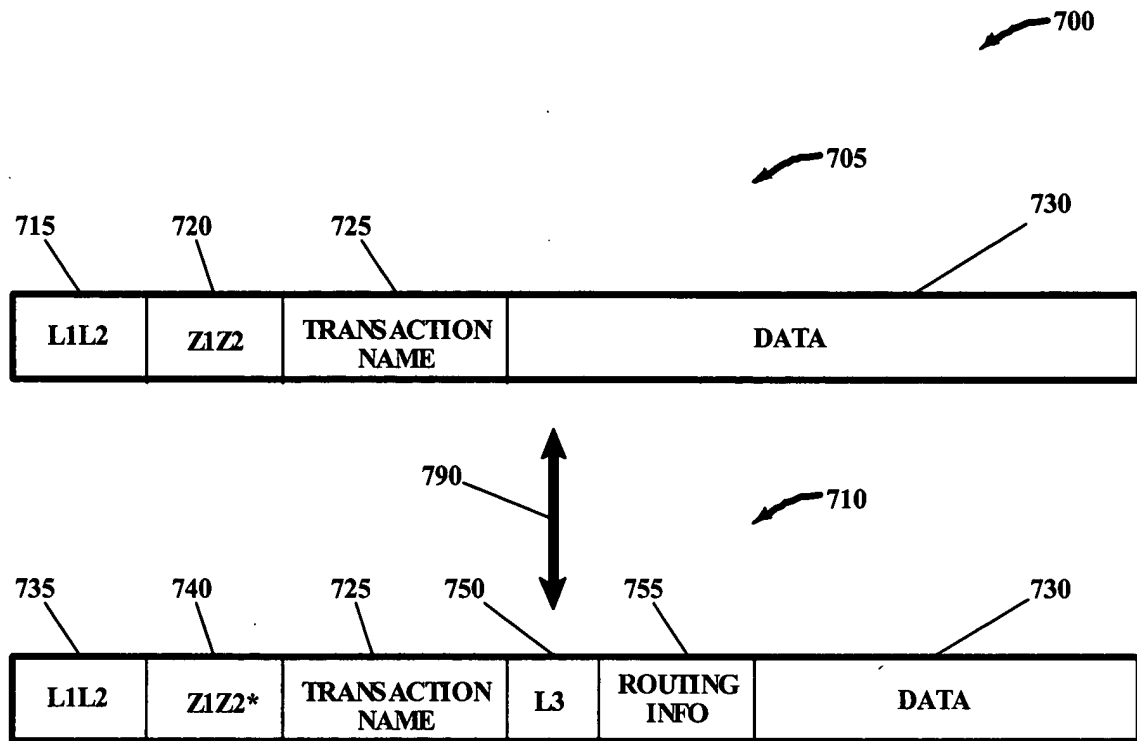 700
705
715 720 725 730
L1L2 Z1Z2 TRANSACTION NAME DATA
790
710
735 740 725 750 755 730
L1L2 Z1Z2* TRANSACTION NAME L3 ROUTING INFO DATA